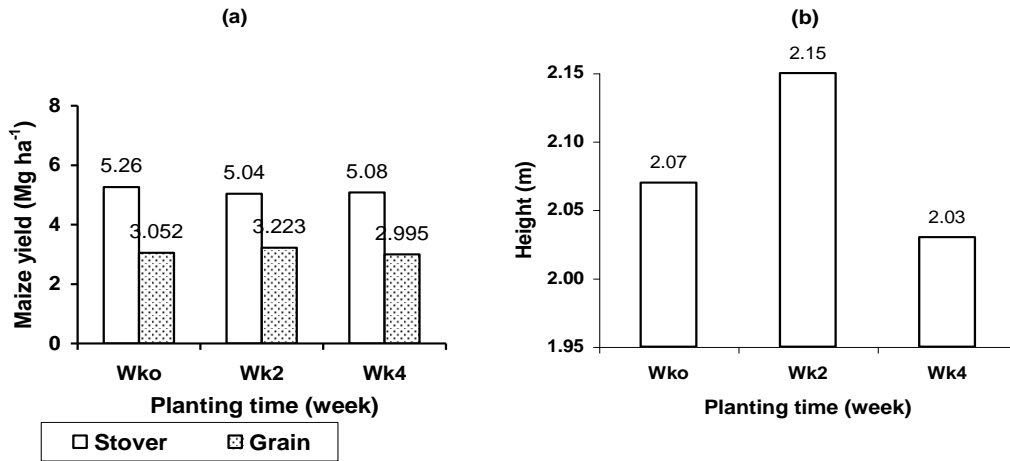 (a)
Maize yield (Mg ha⁻¹)
8
6
4
2
0
5.26
3.052
5.04
3.223
5.08
2.995
Wko Wk2 Wk4
Planting time (week)
Stover Grain
(b)
Height (m)
2.15
2.10
2.05
2.00
1.95
2.07
2.15
2.03
Wko Wk2 Wk4
Planting time (week)